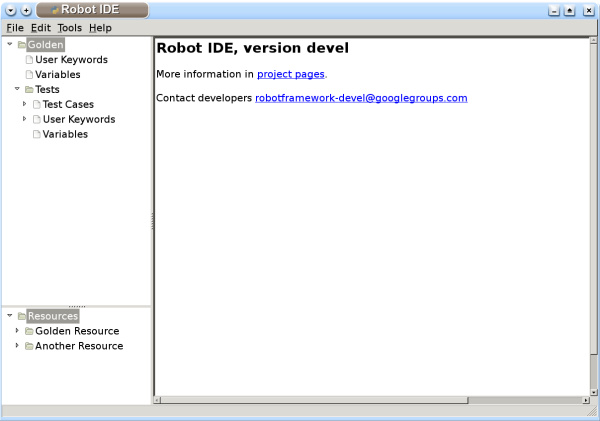 Robot IDE
File Edit Tools Help
Golden
User Keywords
Variables
Tests
Test Cases
User Keywords
Variables
Resources
Golden Resource
Another Resource
Robot IDE, version devel
More information in project pages.
Contact developers robotframework-devel@googlegroups.com